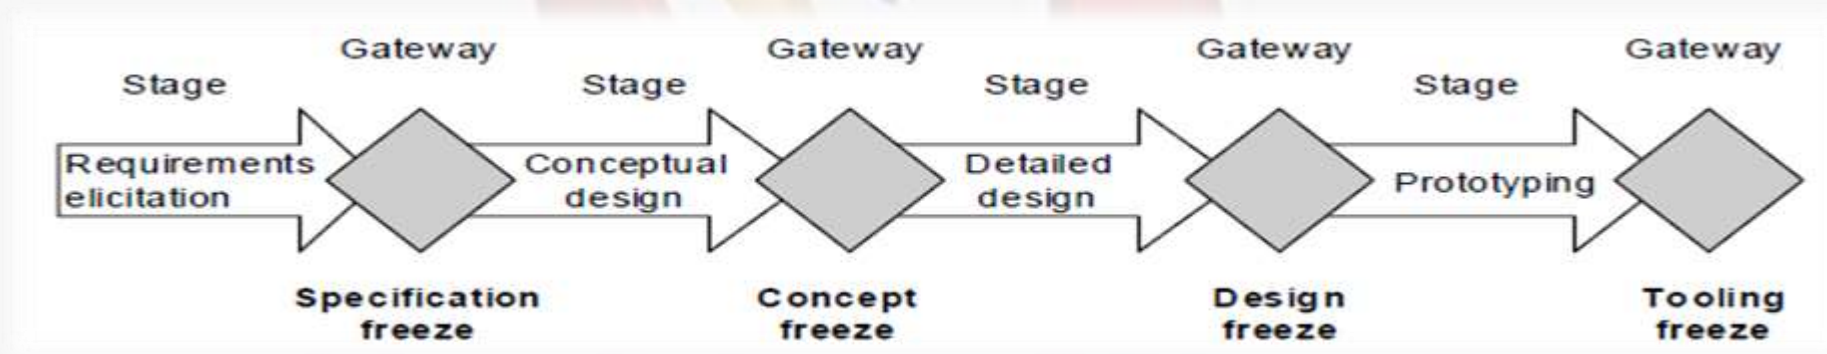 Gateway Gateway Gateway Gateway
Stage Stage Stage Stage
Requirements
elicitation
Conceptual
design
Detailed
design
Prototyping
Specification
freeze
Concept
freeze
Design
freeze
Tooling
freeze